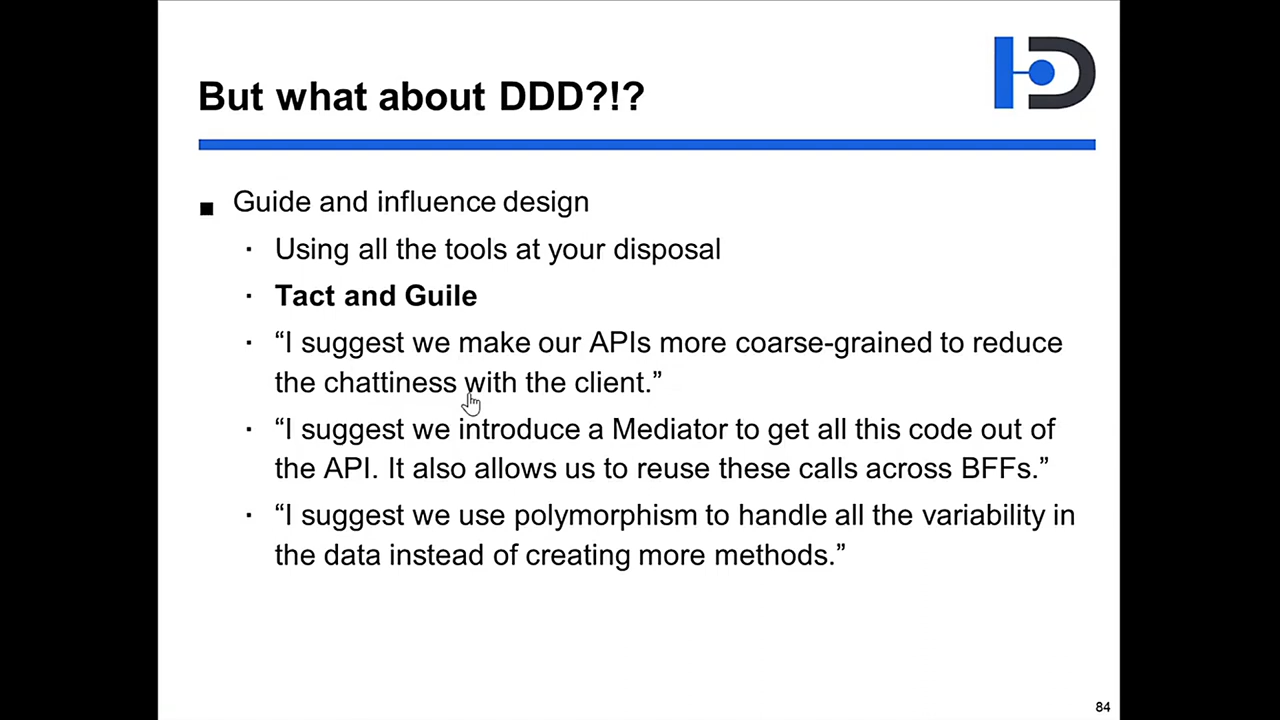 But what about DDD?!?
Guide and influence design
Using all the tools at your disposal
Tact and Guile
“I suggest we make our APIs more coarse-grained to reduce
the chattiness with the client.”
“I suggest we introduce a Mediator to get all this code out of
the API. It also allows us to reuse these calls across BFFs.”
“I suggest we use polymorphism to handle all the variability in
the data instead of creating more methods.”
84